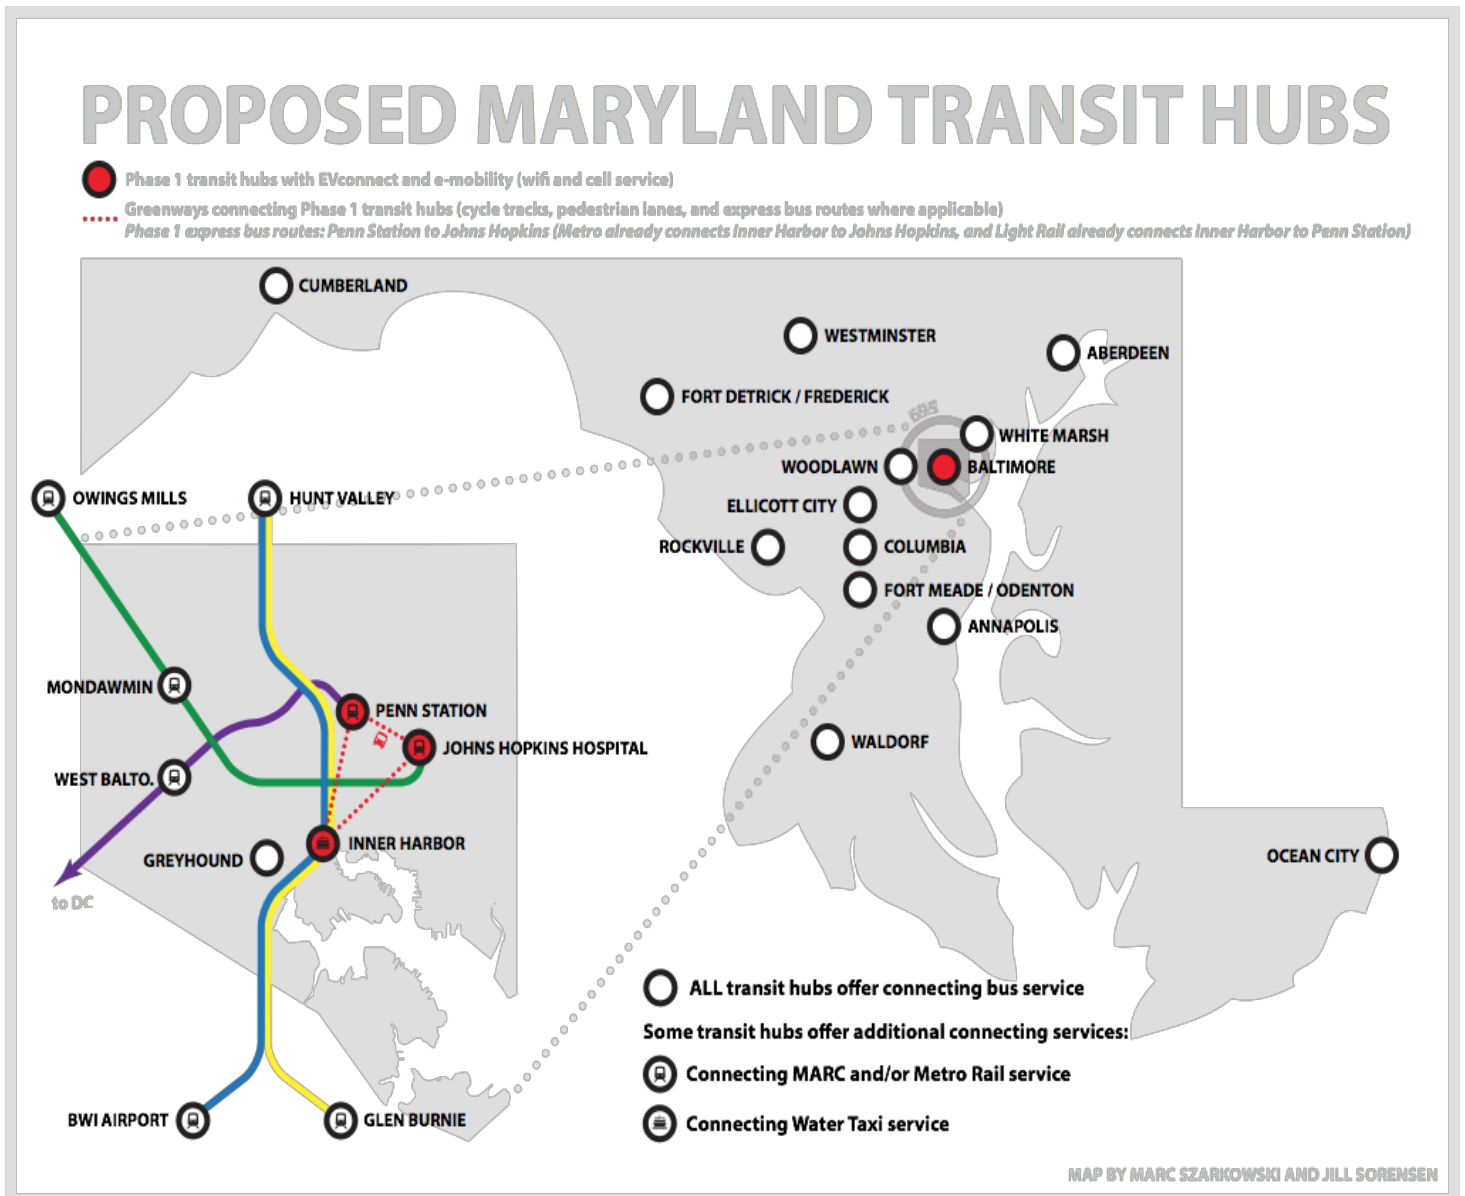 PROPOSED MARYLAND TRANSIT HUBS
Phase 1 transit hubs with EVconnect and e-mobility (wifi and cell service)
Greenways connecting Phase 1 transit hubs (cycle tracks, pedestrian lanes, and express bus routes where applicable)
Phase 1 express bus routes: Penn Station to Johns Hopkins (Metro already connects Inner Harbor to Johns Hopkins, and Light Rail already connects Inner Harbor to Penn Station)
CUMBERLAND
WESTMINSTER
ABERDEEN
FORT DETRICK / FREDERICK
695
WHITE MARSH
WOODLAWN
BALTIMORE
OWINGS MILLS
HUNT VALLEY
ELLICOTT CITY
ROCKVILLE
COLUMBIA
FORT MEADE / ODENTON
ANNAPOLIS
MONDAWMIN
PENN STATION
JOHNS HOPKINS HOSPITAL
WALDORF
WEST BALTO.
INNER HARBOR
GREYHOUND
OCEAN CITY
to DC
ALL transit hubs offer connecting bus service
Some transit hubs offer additional connecting services:
Connecting MARC and/or Metro Rail service
BWI AIRPORT
GLEN BURNIE
Connecting Water Taxi service
MAP BY MARC SZARKOWSKI AND JILL SORENSEN